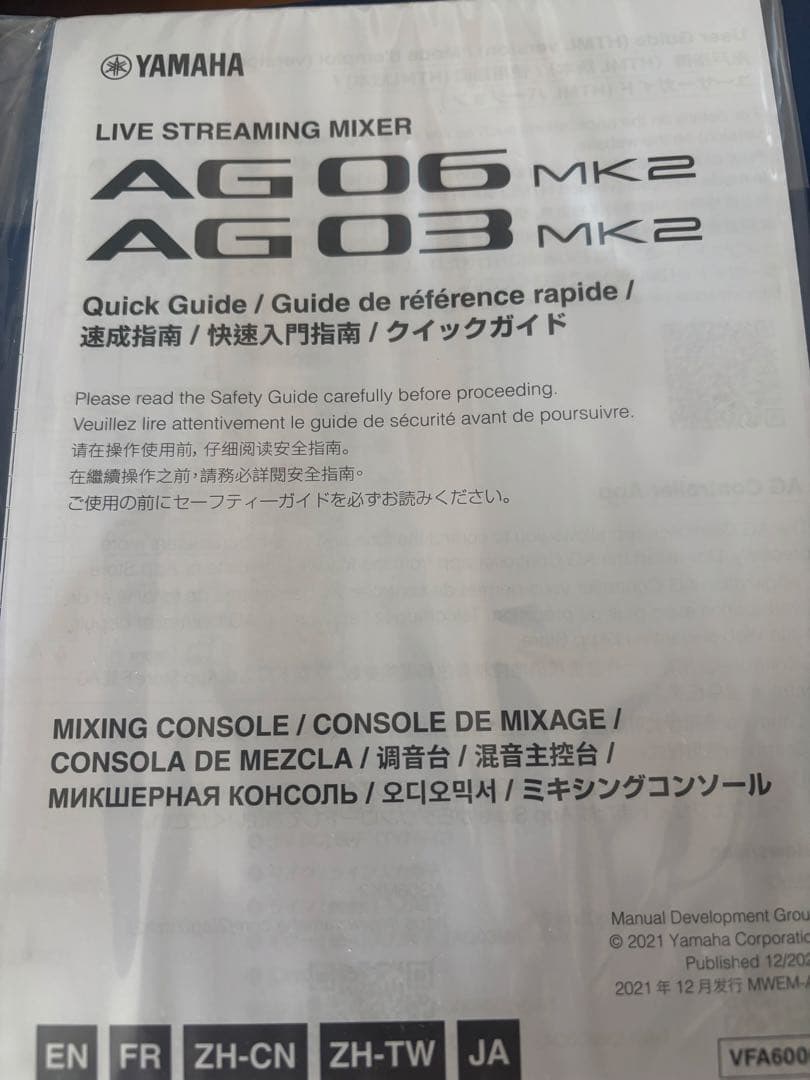 YAMAHA
LIVE STREAMING MIXER
AG06 MK2
AG03 MK2
Quick Guide / Guide de référence rapide /
速成指南 / 快速入門指南 / クイックガイド
Please read the Safety Guide carefully before proceeding.
Veuillez lire attentivement le guide de sécurité avant de poursuivre.
请在操作使用前, 仔细阅读安全指南。
在繼續操作之前,請務必詳閱安全指南。
ご使用の前にセーフティーガイドを必ずお読みください。
MIXING CONSOLE / CONSOLE DE MIXAGE /
CONSOLA DE MEZCLA / 调音台 / 混音主控台 /
МИКШЕРНАЯ КОНСОЛЬ / 오디오믹서 / ミキシングコンソール
Manual Development Grou
© 2021 Yamaha Corporatio
Published 12/202
2021 年 12 月发行 MWEM-A
EN FR ZH-CN ZH-TW JA
VFA600